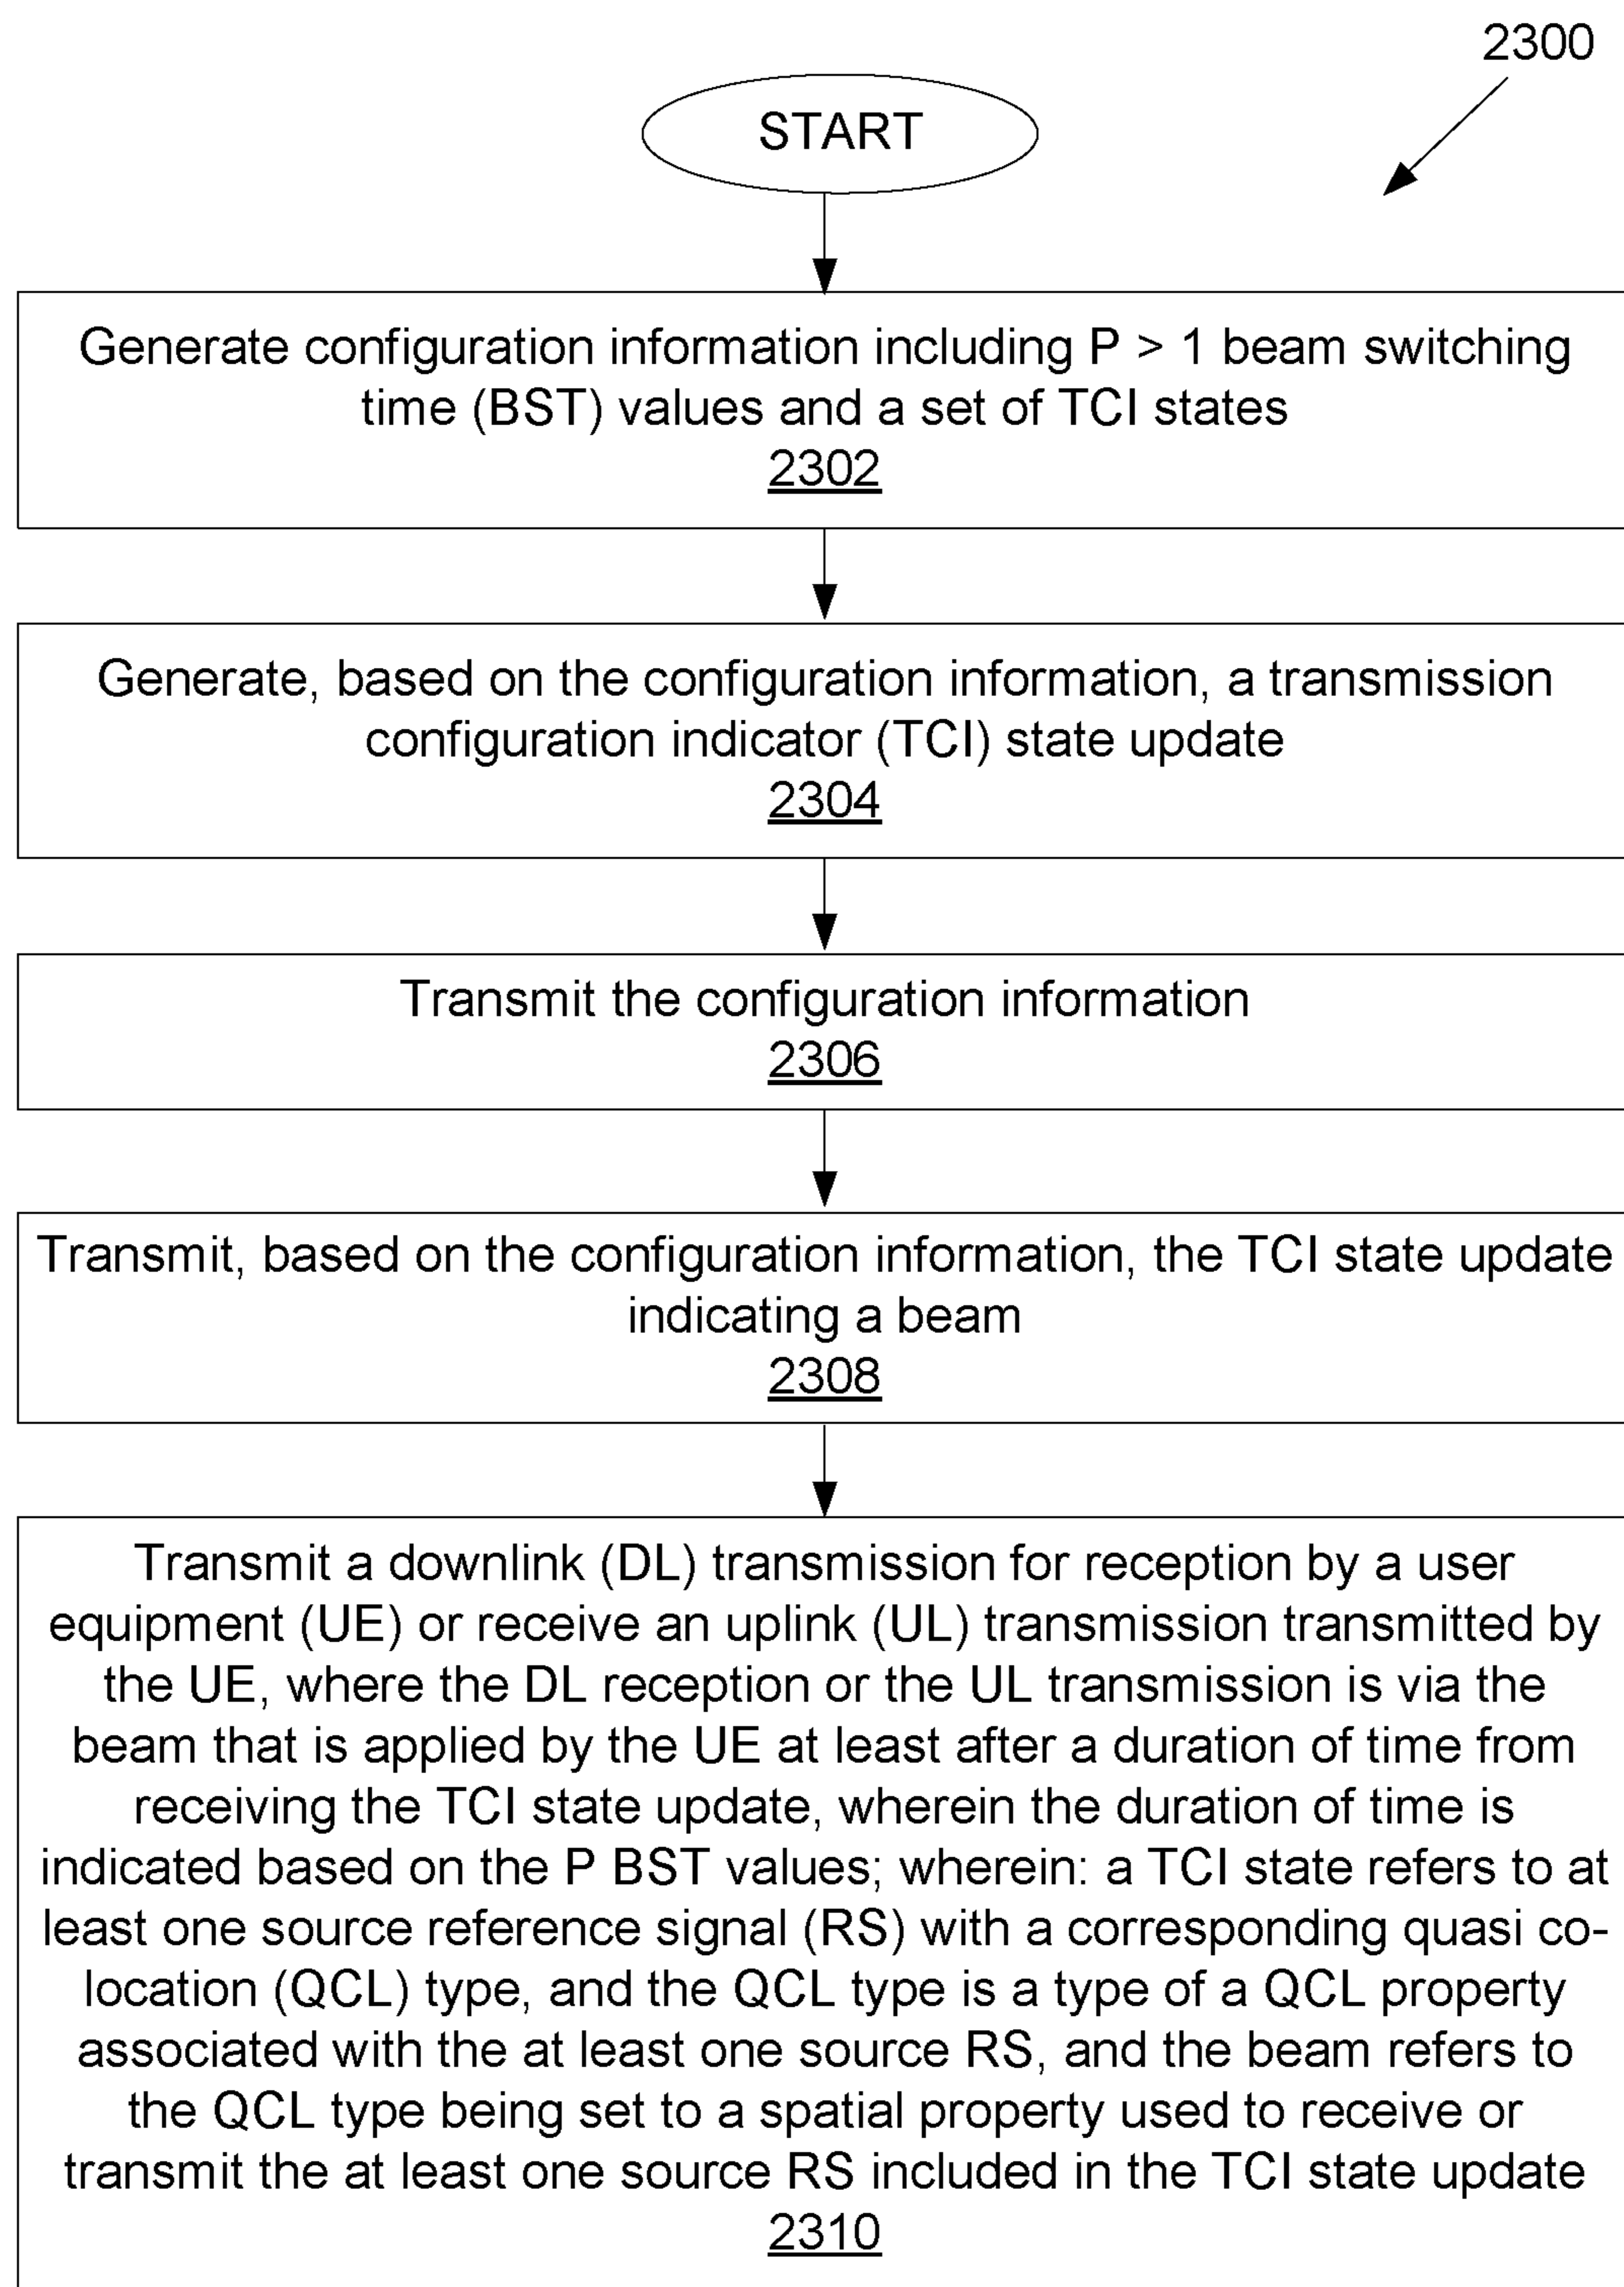 2300
START
Generate configuration information including P > 1 beam switching
time (BST) values and a set of TCI states
2302
Generate, based on the configuration information, a transmission
configuration indicator (TCI) state update
2304
Transmit the configuration information
2306
Transmit, based on the configuration information, the TCI state update
indicating a beam
2308
Transmit a downlink (DL) transmission for reception by a user
equipment (UE) or receive an uplink (UL) transmission transmitted by
the UE, where the DL reception or the UL transmission is via the
beam that is applied by the UE at least after a duration of time from
receiving the TCI state update, wherein the duration of time is
indicated based on the P BST values; wherein: a TCI state refers to at
least one source reference signal (RS) with a corresponding quasi co-
location (QCL) type, and the QCL type is a type of a QCL property
associated with the at least one source RS, and the beam refers to
the QCL type being set to a spatial property used to receive or
transmit the at least one source RS included in the TCI state update
2310